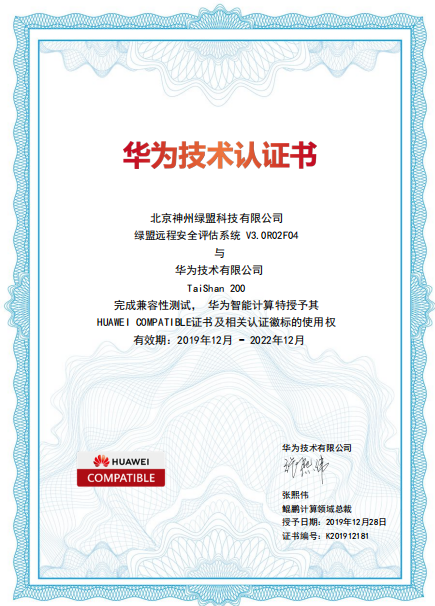 华为技术认证书
北京神州绿盟科技有限公司
绿盟远程安全评估系统 V3.0R02F04
与
华为技术有限公司
TaiShan 200
完成兼容性测试， 华为智能计算特授予其
HUAWEI COMPATIBLE证书及相关认证徽标的使用权
有效期：2019年12月 - 2022年12月
HUAWEI
COMPATIBLE
华为技术有限公司
张熙伟
鲲鹏计算领域总裁
授予日期：2019年12月28日
证书编号：K201912181